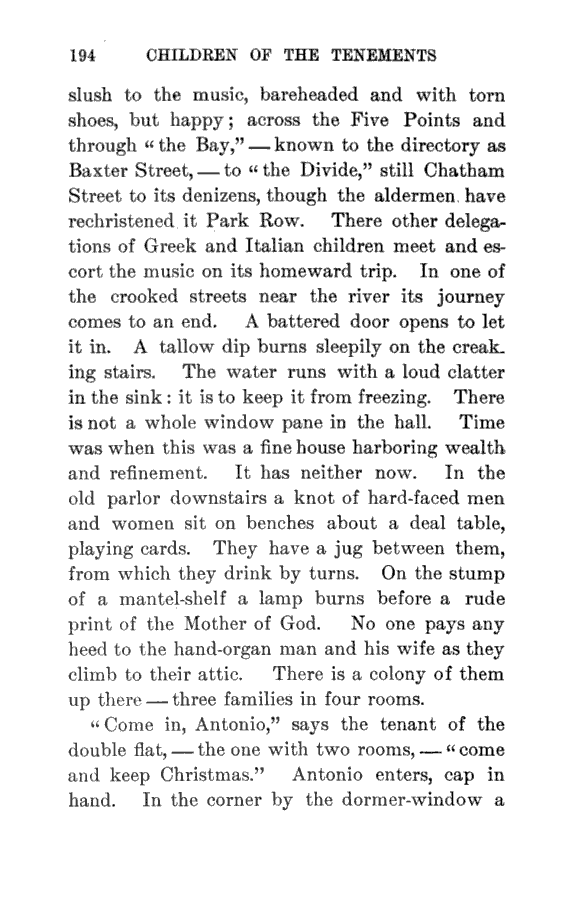 194 CHILDREN OF THE TENEMENTS
slush to the music, bareheaded and with torn
shoes, but happy; across the Five Points and
through “the Bay,” — known to the directory as
Baxter Street, — to “the Divide,” still Chatham
Street to its denizens, though the aldermen have
rechristened it Park Row. There other delega-
tions of Greek and Italian children meet and es-
cort the music on its homeward trip. In one of
the crooked streets near the river its journey
comes to an end. A battered door opens to let
it in. A tallow dip burns sleepily on the creak-
ing stairs. The water runs with a loud clatter
in the sink: it is to keep it from freezing. There
is not a whole window pane in the hall. Time
was when this was a fine house harboring wealth
and refinement. It has neither now. In the
old parlor downstairs a knot of hard-faced men
and women sit on benches about a deal table,
playing cards. They have a jug between them,
from which they drink by turns. On the stump
of a mantel-shelf a lamp burns before a rude
print of the Mother of God. No one pays any
heed to the hand-organ man and his wife as they
climb to their attic. There is a colony of them
up there — three families in four rooms.
“Come in, Antonio,” says the tenant of the
double flat, — the one with two rooms, — “come
and keep Christmas.” Antonio enters, cap in
hand. In the corner by the dormer-window a